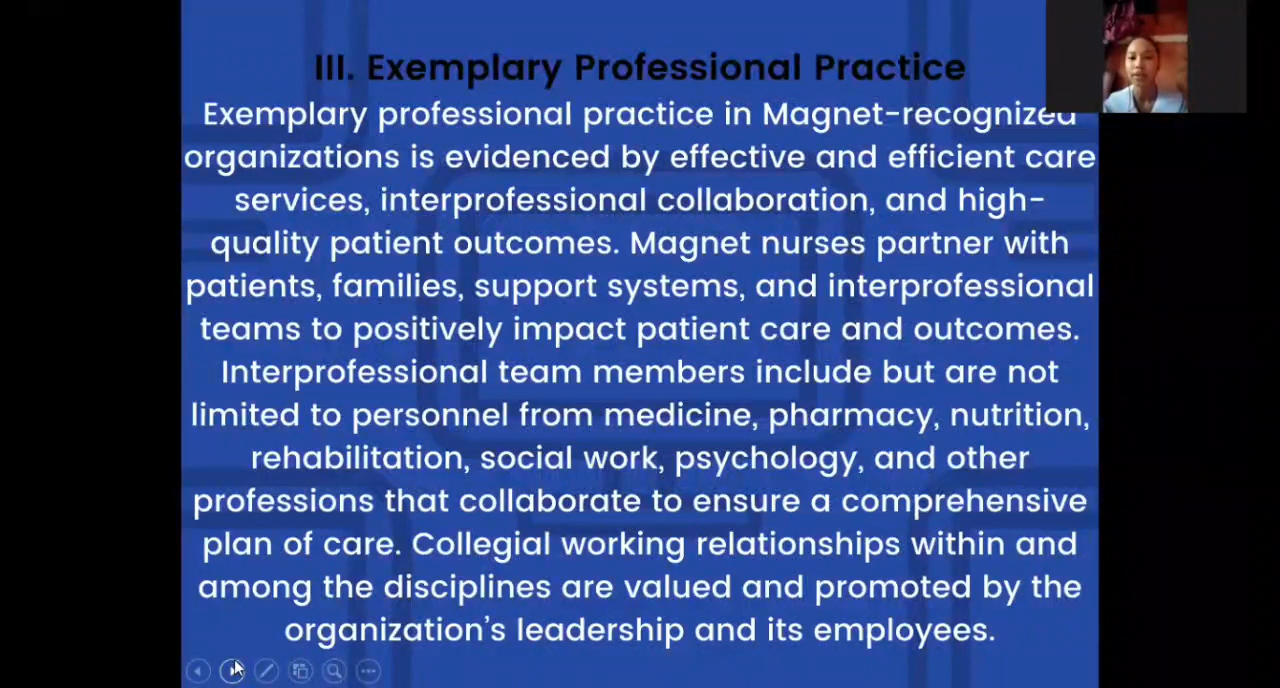 III. Exemplary Professional Practice
Exemplary professional practice in Magnet-recognized
organizations is evidenced by effective and efficient care
services, interprofessional collaboration, and high-
quality patient outcomes. Magnet nurses partner with
patients, families, support systems, and interprofessional
teams to positively impact patient care and outcomes.
Interprofessional team members include but are not
limited to personnel from medicine, pharmacy, nutrition,
rehabilitation, social work, psychology, and other
professions that collaborate to ensure a comprehensive
plan of care. Collegial working relationships within and
among the disciplines are valued and promoted by the
organization's leadership and its employees.